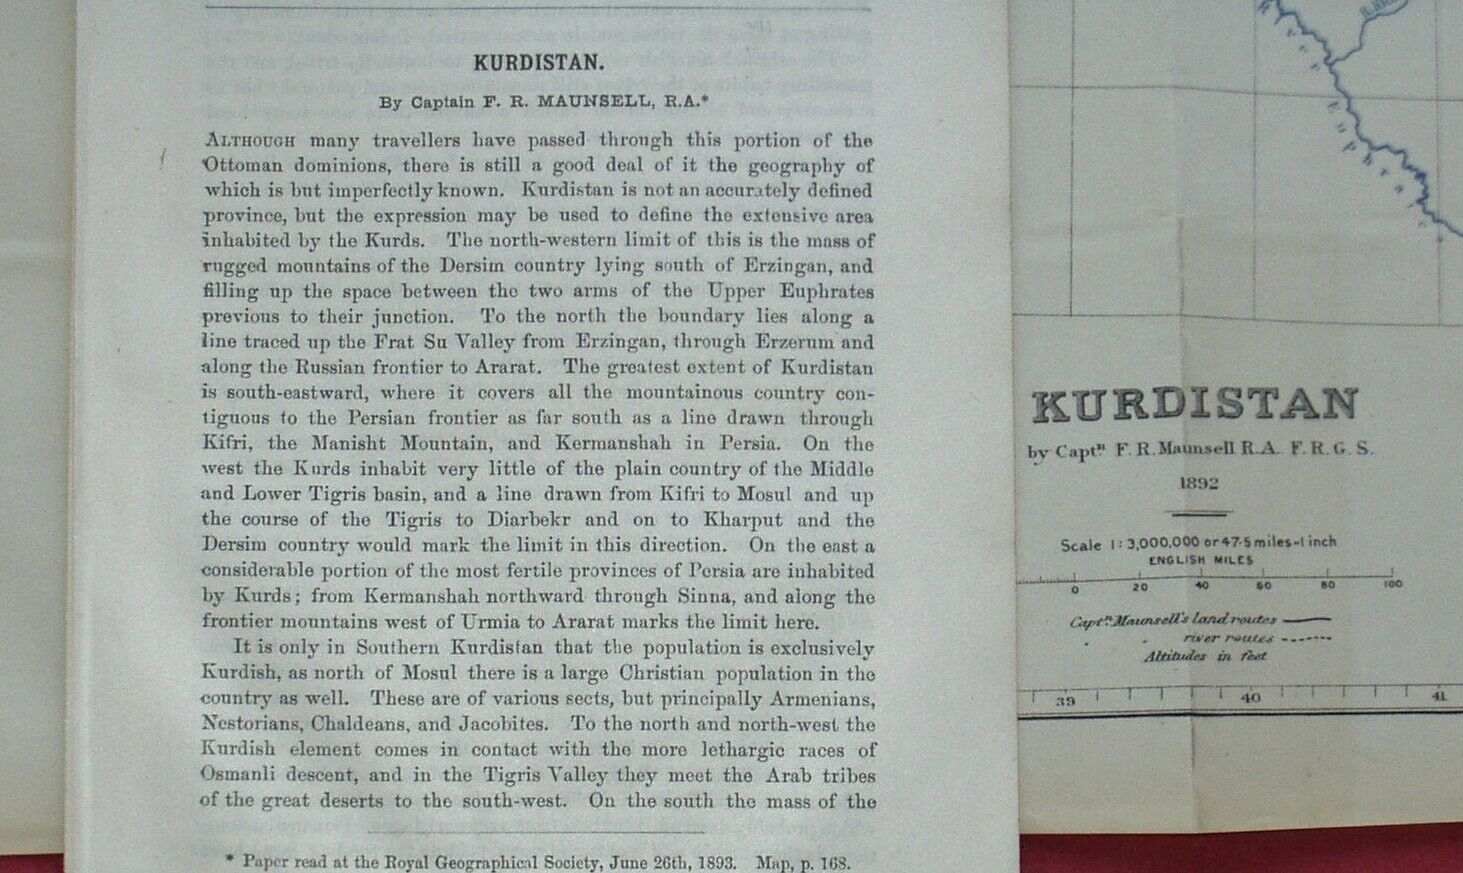 KURDISTAN.
By Captain F. R. MAUNSELL, R.A.*
ALTHOUGH many travellers have passed through this portion of the
Ottoman dominions, there is still a good deal of it the geography of
which is but imperfectly known. Kurdistan is not an accurately defined
province, but the expression may be used to define the extensive area
inhabited by the Kurds. The north-western limit of this is the mass of
rugged mountains of the Dersim country lying south of Erzingan, and
filling up the space between the two arms of the Upper Euphrates
previous to their junction. To the north the boundary lies along a
line traced up the Frat Su Valley from Erzingan, through Erzerum and
along the Russian frontier to Ararat. The greatest extent of Kurdistan
is south-eastward, where it covers all the mountainous country con-
tiguous to the Persian frontier as far south as a line drawn through
Kifri, the Manisht Mountain, and Kermanshah in Persia. On the
west the Kurds inhabit very little of the plain country of the Middle
and Lower Tigris basin, and a line drawn from Kifri to Mosul and up
the course of the Tigris to Diarbekr and on to Kharput and the
Dersim country would mark the limit in this direction. On the east a
considerable portion of the most fertile provinces of Persia are inhabited
by Kurds; from Kermanshah northward through Sinna, and along the
frontier mountains west of Urmia to Ararat marks the limit here.
It is only in Southern Kurdistan that the population is exclusively
Kurdish, as north of Mosul there is a large Christian population in the
country as well. These are of various sects, but principally Armenians,
Nestorians, Chaldeans, and Jacobites. To the north and north-west the
Kurdish element comes in contact with the more lethargic races of
Osmanli descent, and in the Tigris Valley they meet the Arab tribes
of the great deserts to the south-west. On the south the mass of the
* Paper read at the Royal Geographical Society, June 26th, 1893. Map, p. 168.
KURDISTAN
by Captn F. R. Maunsell R.A. F.R.G.S.
1892
Scale 1:3,000,000 or 47·5 miles=1 inch
ENGLISH MILES
0 20 40 60 80 100
Captn Maunsell's land routes
river routes
Altitudes in feet
39 40 41